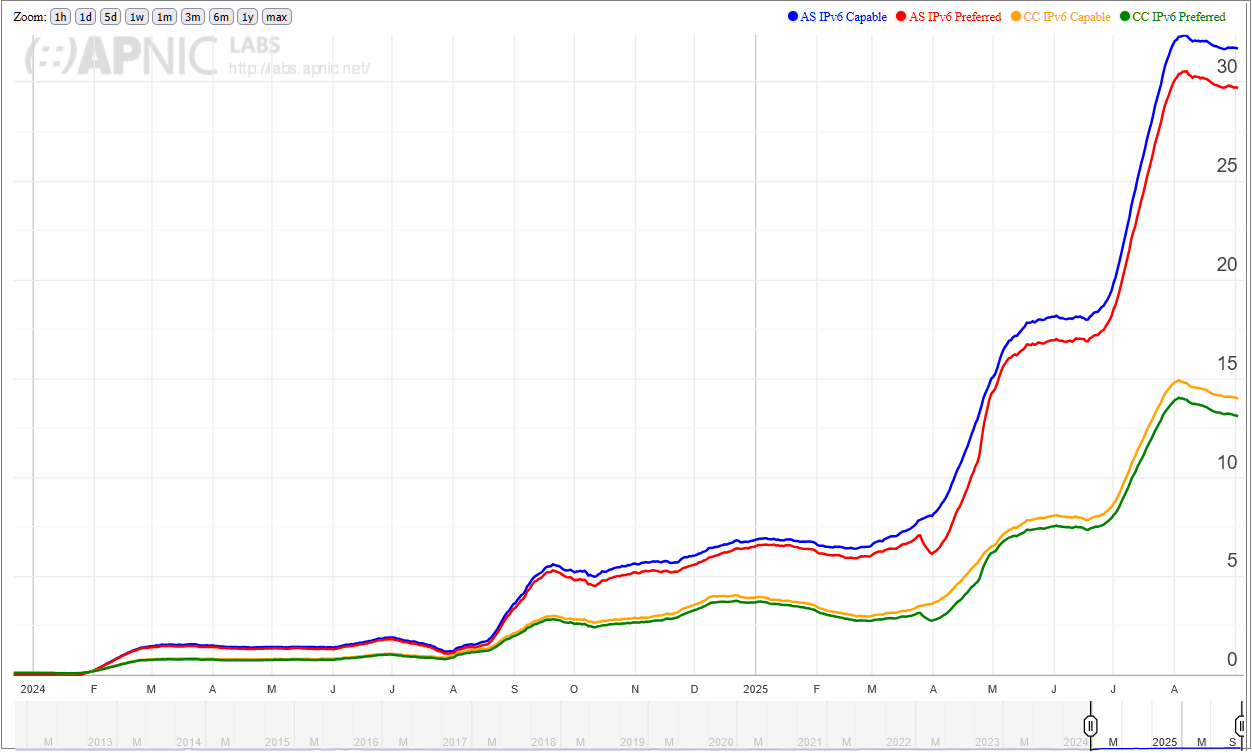 Zoom: 1h 1d 5d 1w 1m 3m 6m 1y max AS IPv6 Capable AS IPv6 Preferred CC IPv6 Capable CC IPv6 Preferred
(::)APNIC LABS
http://labs.apnic.net/
30
25
20
15
10
5
0
2024 F M A M J J A S O N D 2025 F M A M J J A
M 2013 M 2014 M 2015 M 2016 M 2017 M 2018 M 2019 M 2020 M 2021 M 2022 M 2023 M 2024 M 2025 M S